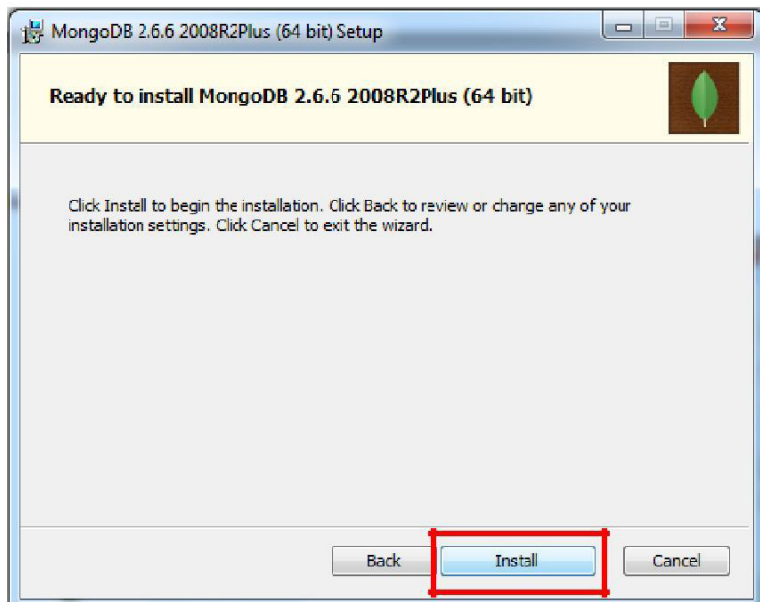 MongoDB 2.6.6 2008R2Plus (64 bit) Setup
Ready to install MongoDB 2.6.6 2008R2Plus (64 bit)
Click Install to begin the installation. Click Back to review or change any of your
installation settings. Click Cancel to exit the wizard.
Back Install Cancel